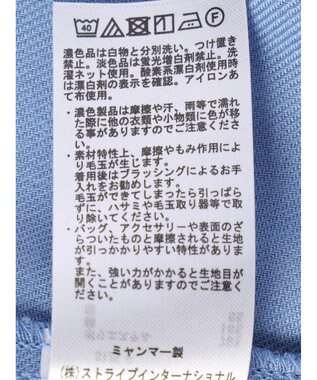 40 F
濃色品は白物と分別洗い。つけ置き
禁止。淡色品は蛍光増白剤禁止。洗
濯ネット使用。酸素系漂白剤使用時
は漂白剤の表示を確認。アイロンあ
て布使用。
・濃色製品は摩擦や汗、雨等で濡れ
た際に他の衣類や小物類に色が移
る事がありますのでご注意くださ
い。
・素材特性上、摩擦やもみ作用によ
り毛玉が生じます。
着用後はブラッシングによるお手
入れをお勧めします。
毛玉ができてしまったら引っぱら
ずに、ハサミや毛玉取り器等で取
り除いてください。
・バッグ、アクセサリーや表面のざ
らついたものと摩擦されると生地
が引っかかりやすい特性がありま
す。
また、強い力がかかると生地目が
開くことがありますのでご注意く
ださい。
ミャンマー製
(株)ストライプインターナショナル